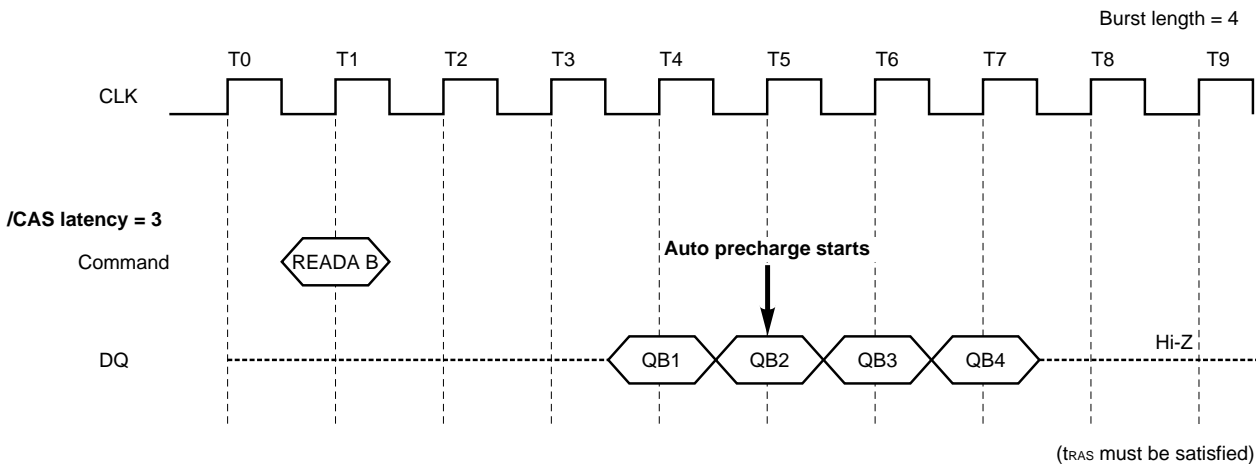 Burst length = 4
T0 T1 T2 T3 T4 T5 T6 T7 T8 T9
CLK
/CAS latency = 3
Command
READA B
Auto precharge starts
DQ
QB1 QB2 QB3 QB4
Hi-Z
(tRAS must be satisfied)